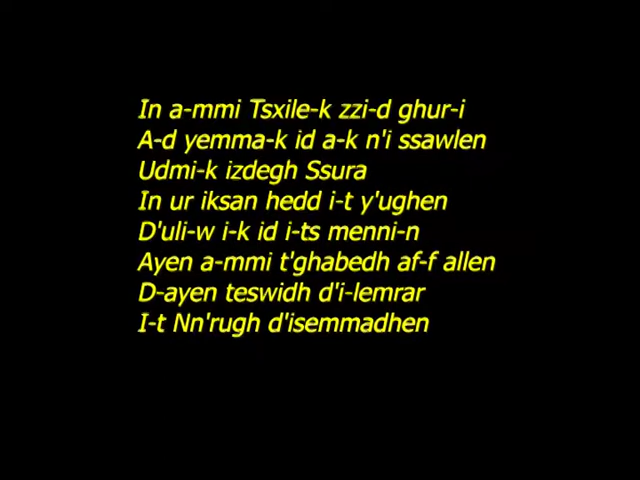 In a-mmi Tsxile-k zzi-d ghur-i
A-d yemma-k id a-k n'i ssawlen
Udmi-k izdegh Ssura
In ur iksan hedd i-t y'ughen
D'uli-w i-k id i-ts menni-n
Ayen a-mmi t'ghabedh af-f allen
D-ayen teswidh d'i-lemrar
I-t Nn'rugh d'isemmadhen